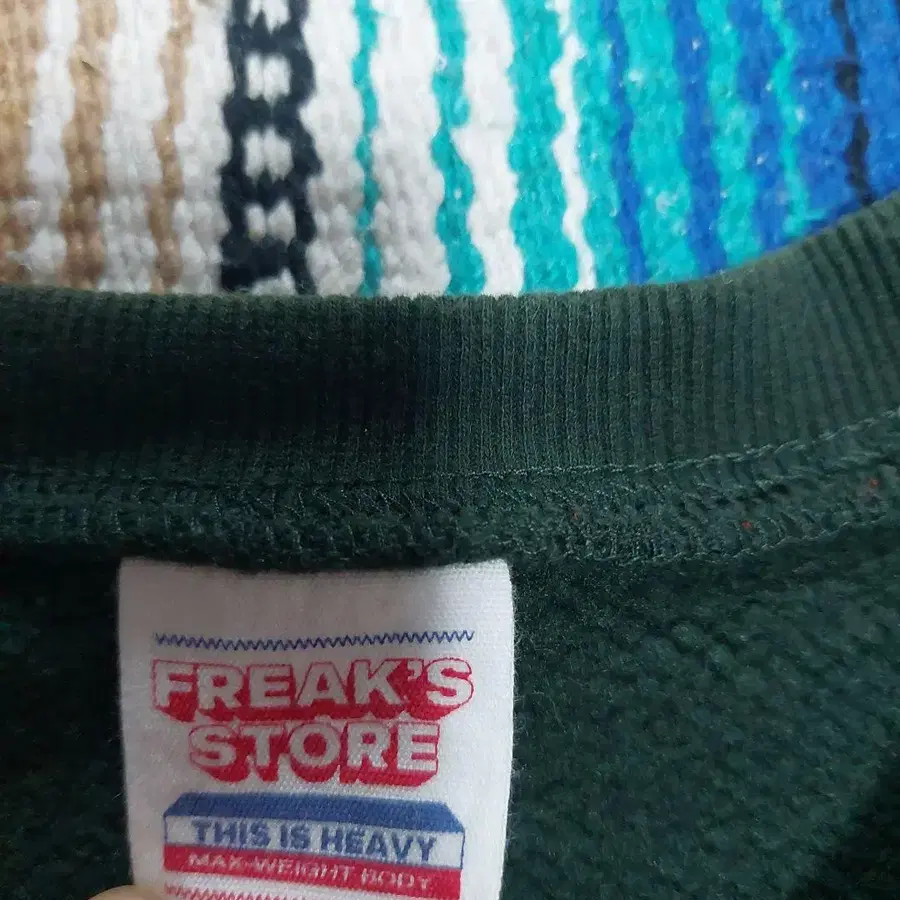 FREAK'S
STORE
THIS IS HEAVY
MAX-WEIGHT BODY